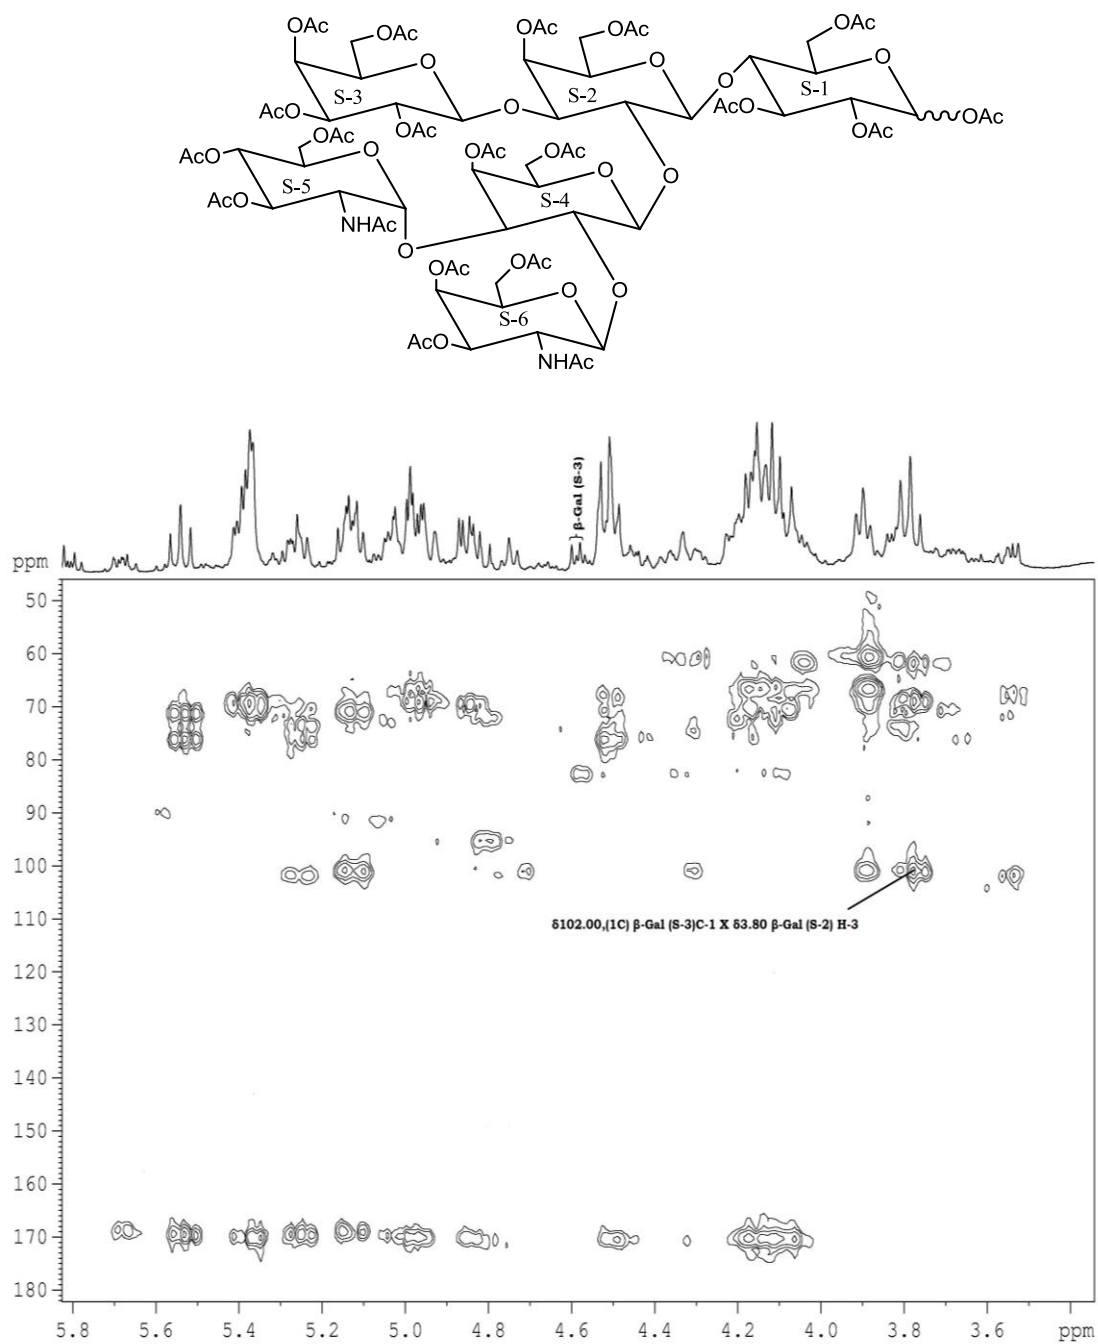 OAc
OAc
OAc
OAc
OAc
O
O
O
S-3
S-2
S-1
O
AcO
O
AcO
OAc
OAc
OAc
OAc
OAc
O
OAc
OAc
AcO
S-5
O
S-4
O
AcO
NHAc
O
OAc
OAc
O
O
S-6
AcO
NHAc
}- β-Gal (S-3)
ppm
50
60
70
80
90
100
110
δ102.00,(1C) β-Gal (S-3)C-1 X δ3.80 β-Gal (S-2) H-3
120
130
140
150
160
170
180
5.8 5.6 5.4 5.2 5.0 4.8 4.6 4.4 4.2 4.0 3.8 3.6 ppm